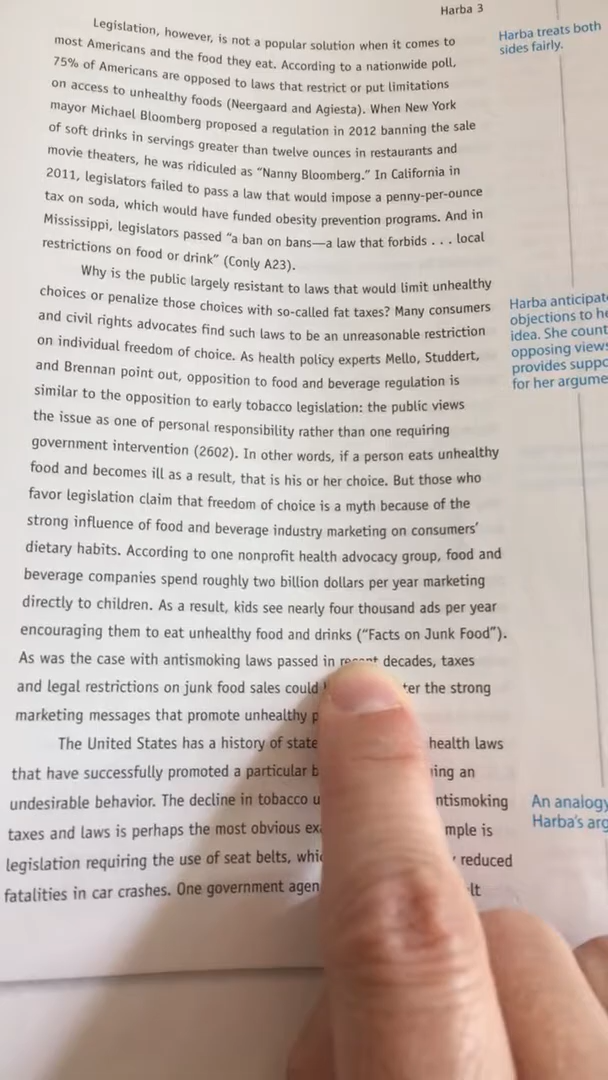 Harba 3
Legislation, however, is not a popular solution when it comes to
most Americans and the food they eat. According to a nationwide poll,
75% of Americans are opposed to laws that restrict or put limitations
on access to unhealthy foods (Neergaard and Agiesta). When New York
mayor Michael Bloomberg proposed a regulation in 2012 banning the sale
of soft drinks in servings greater than twelve ounces in restaurants and
movie theaters, he was ridiculed as “Nanny Bloomberg.” In California in
2011, legislators failed to pass a law that would impose a penny-per-ounce
tax on soda, which would have funded obesity prevention programs. And in
Mississippi, legislators passed “a ban on bans—a law that forbids . . . local
restrictions on food or drink” (Conly A23).
Why is the public largely resistant to laws that would limit unhealthy
choices or penalize those choices with so-called fat taxes? Many consumers
and civil rights advocates find such laws to be an unreasonable restriction
on individual freedom of choice. As health policy experts Mello, Studdert,
and Brennan point out, opposition to food and beverage regulation is
similar to the opposition to early tobacco legislation: the public views
the issue as one of personal responsibility rather than one requiring
government intervention (2602). In other words, if a person eats unhealthy
food and becomes ill as a result, that is his or her choice. But those who
favor legislation claim that freedom of choice is a myth because of the
strong influence of food and beverage industry marketing on consumers’
dietary habits. According to one nonprofit health advocacy group, food and
beverage companies spend roughly two billion dollars per year marketing
directly to children. As a result, kids see nearly four thousand ads per year
encouraging them to eat unhealthy food and drinks (“Facts on Junk Food”).
As was the case with antismoking laws passed in recent decades, taxes
and legal restrictions on junk food sales could the strong
marketing messages that promote unhealthy
The United States has a history of state health laws
that have successfully promoted a particular an
undesirable behavior. The decline in tobacco antismoking
taxes and laws is perhaps the most obvious is
legislation requiring the use of seat belts, reduced
fatalities in car crashes. One government
Harba treats both
sides fairly.
Harba
objections to
idea. She
opposing
provides
for her
An analogy
Harba’s